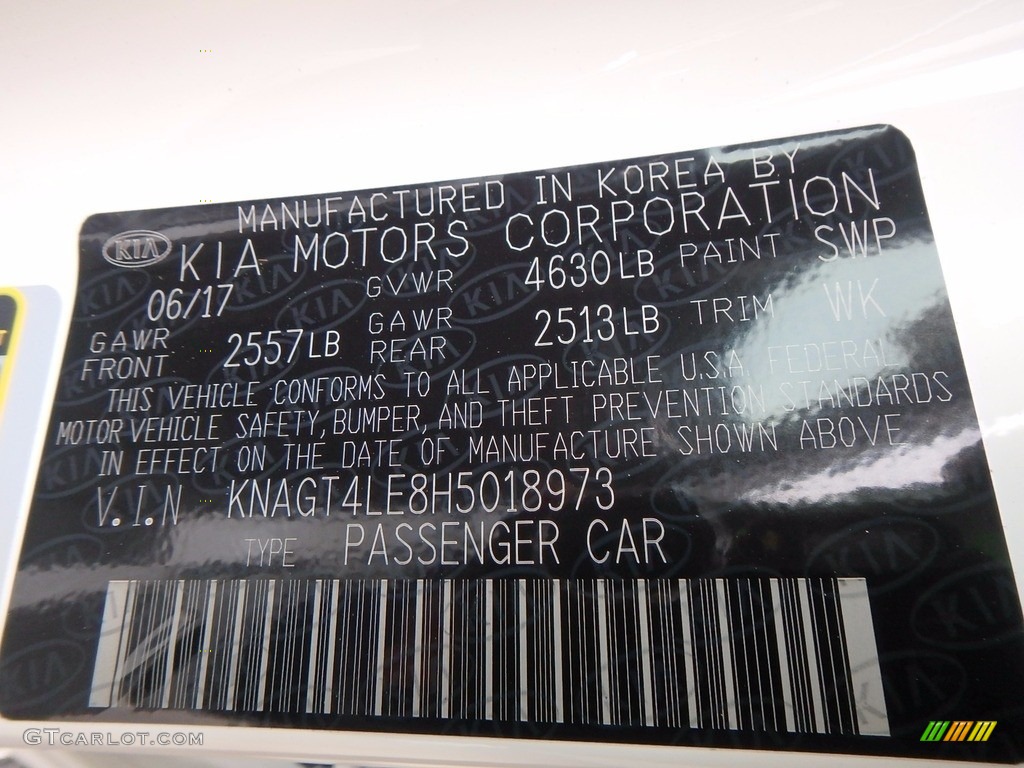 MANUFACTURED IN KOREA BY
KIA KIA MOTORS CORPORATION
06/17 GVWR 4630LB PAINT SWP
GAWR FRONT 2557LB GAWR REAR 2513LB TRIM WK
THIS VEHICLE CONFORMS TO ALL APPLICABLE U.S.A FEDERAL
MOTOR VEHICLE SAFETY, BUMPER, AND THEFT PREVENTION STANDARDS
IN EFFECT ON THE DATE OF MANUFACTURE SHOWN ABOVE
V.I.N KNAGT4LE8H5018973
TYPE PASSENGER CAR
GTcarlot.com